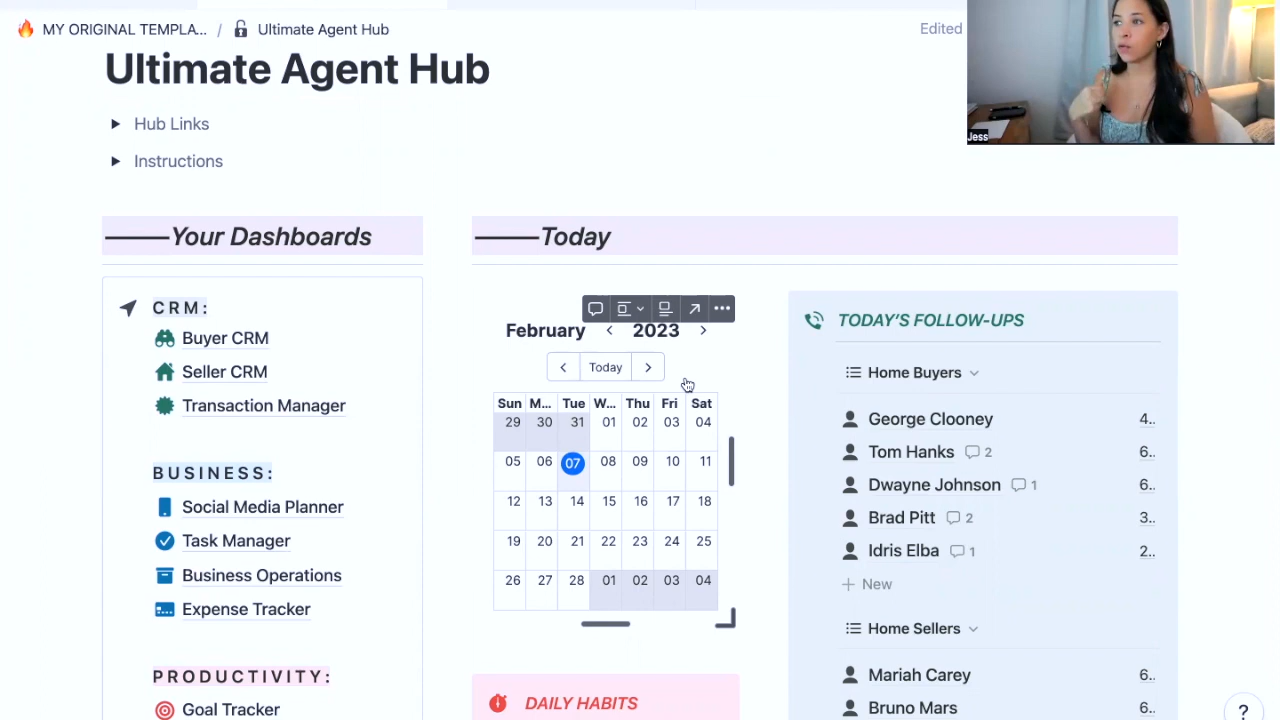 MY ORIGINAL TEMPLA... / Ultimate Agent Hub
Edited
Ultimate Agent Hub
Hub Links
Instructions
Jess
Your Dashboards
CRM:
Buyer CRM
Seller CRM
Transaction Manager
BUSINESS:
Social Media Planner
Task Manager
Business Operations
Expense Tracker
PRODUCTIVITY:
Goal Tracker
Today
February 2023
Today
Sun M... Tue W... Thu Fri Sat
29 30 31 01 02 03 04
05 06 07 08 09 10 11
12 13 14 15 16 17 18
19 20 21 22 23 24 25
26 27 28 01 02 03 04
DAILY HABITS
TODAY'S FOLLOW-UPS
Home Buyers
George Clooney 4..
Tom Hanks 2 6..
Dwayne Johnson 1 6..
Brad Pitt 2 3..
Idris Elba 1 2..
+ New
Home Sellers
Mariah Carey 6..
Bruno Mars 6..
?